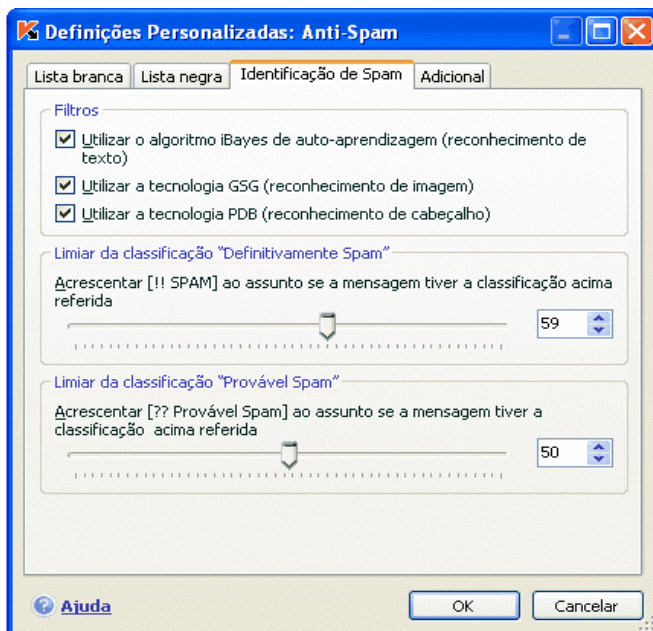 Definições Personalizadas: Anti-Spam
Lista branca Lista negra Identificação de Spam Adicional
Filtros
Utilizar o algoritmo iBayes de auto-aprendizagem (reconhecimento de
texto)
Utilizar a tecnologia GSG (reconhecimento de imagem)
Utilizar a tecnologia PDB (reconhecimento de cabeçalho)
Limiar da classificação "Definitivamente Spam"
Acrescentar [!! SPAM] ao assunto se a mensagem tiver a classificação acima
referida
59
Limiar da classificação "Provável Spam"
Acrescentar [?? Provável Spam] ao assunto se a mensagem tiver a
classificação acima referida
50
Ajuda OK Cancelar